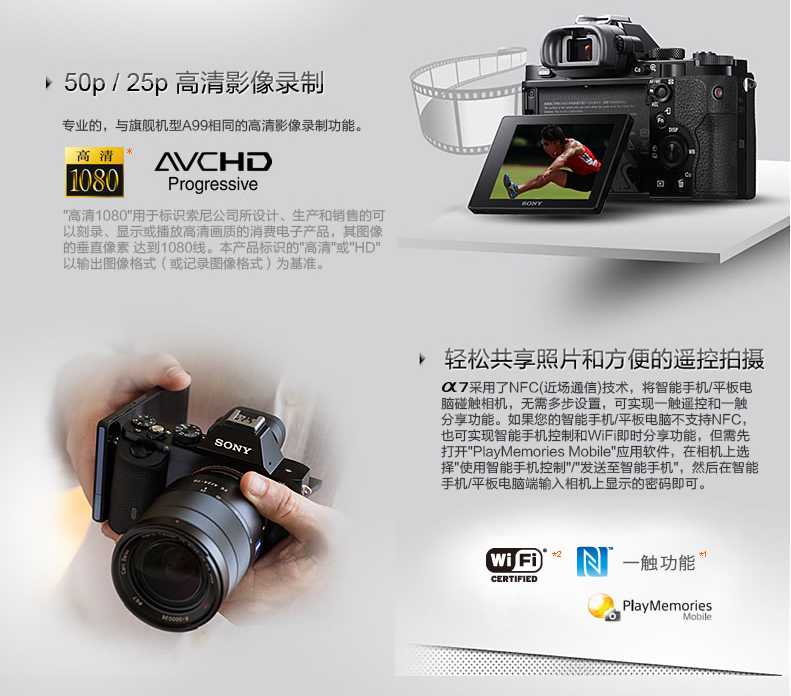 50p / 25p 高清影像录制
专业的，与旗舰机型A99相同的高清影像录制功能。
高清 *
1080
AVCHD
Progressive
"高清1080"用于标识索尼公司所设计、生产和销售的可
以刻录、显示或播放高清画质的消费电子产品，其图像
的垂直像素 达到1080线。本产品标识的"高清"或"HD"
以输出图像格式（或记录图像格式）为基准。
SONY
轻松共享照片和方便的遥控拍摄
α7采用了NFC(近场通信)技术，将智能手机/平板电
脑碰触相机，无需多步设置，可实现一触遥控和一触
分享功能。如果您的智能手机/平板电脑不支持NFC，
也可实现智能手机控制和WiFi即时分享功能，但需先
打开"PlayMemories Mobile"应用软件，在相机上选
择"使用智能手机控制"/"发送至智能手机"，然后在智能
手机/平板电脑端输入相机上显示的密码即可。
SONY
Wi Fi *2
CERTIFIED
N 一触功能 *1
PlayMemories
Mobile